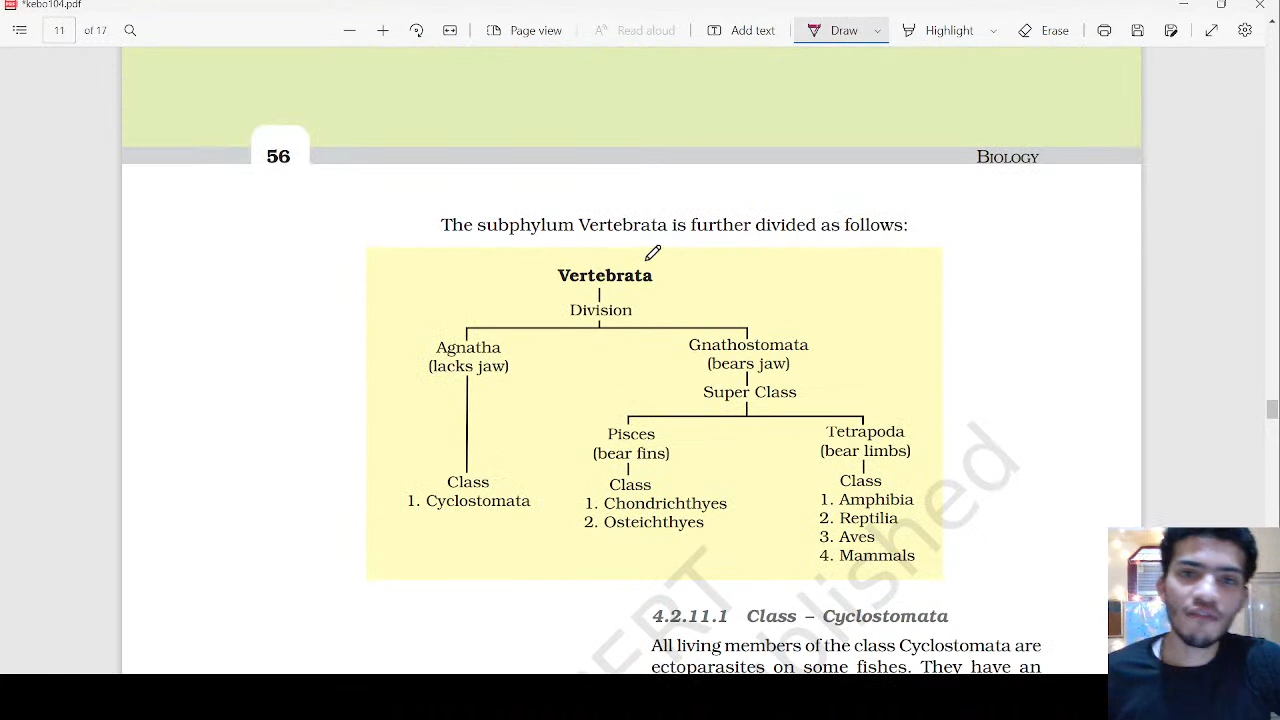 *kebo104.pdf
11 of 17 Page view Read aloud Add text Draw Highlight Erase
56
BIOLOGY
The subphylum Vertebrata is further divided as follows:
Vertebrata
Division
Agnatha
(lacks jaw)
Gnathostomata
(bears jaw)
Super Class
Pisces
(bear fins)
Tetrapoda
(bear limbs)
Class
1. Cyclostomata
Class
1. Chondrichthyes
2. Osteichthyes
Class
1. Amphibia
2. Reptilia
3. Aves
4. Mammals
4.2.11.1 Class – Cyclostomata
All living members of the class Cyclostomata are
ectoparasites on some fishes. They have an